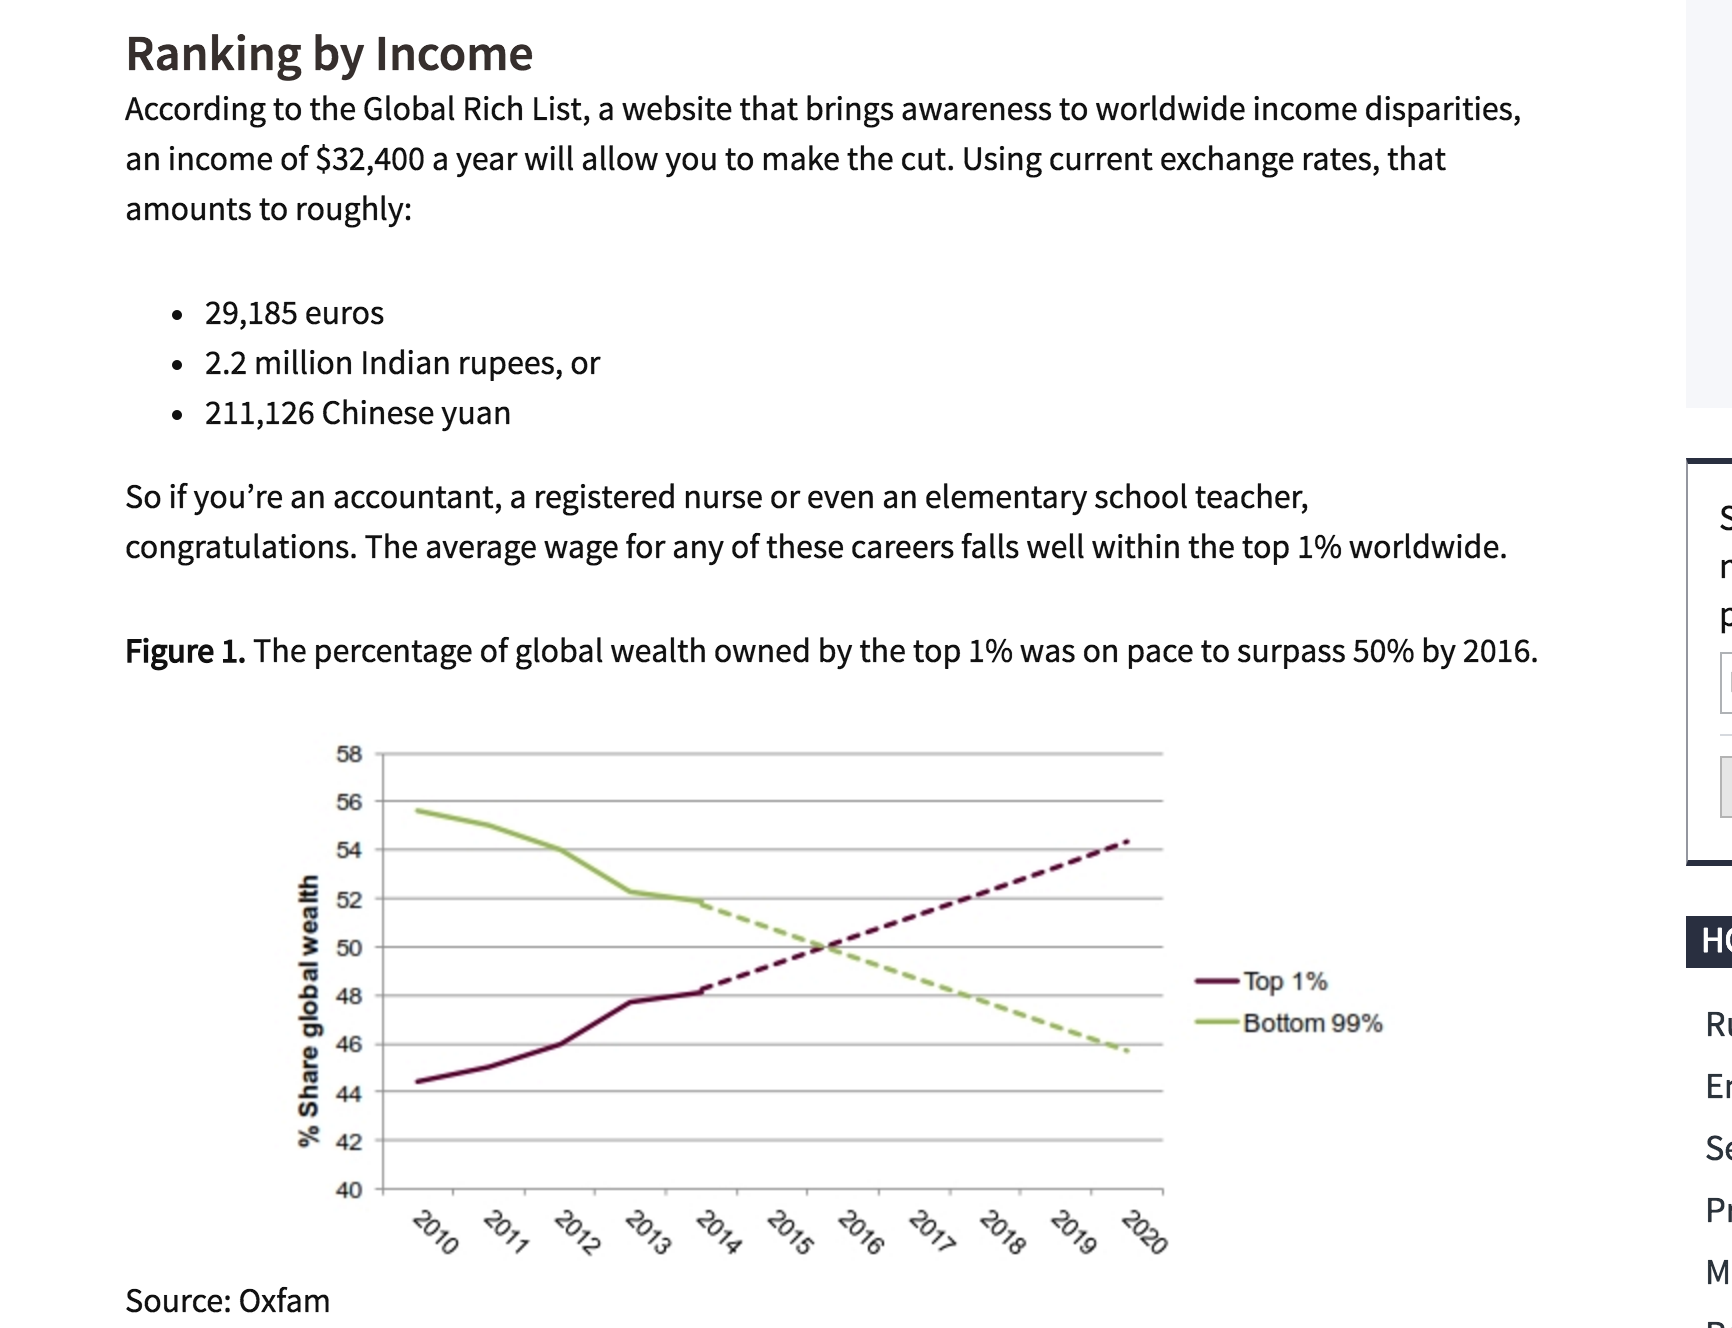 Ranking by Income
According to the Global Rich List, a website that brings awareness to worldwide income disparities,
an income of $32,400 a year will allow you to make the cut. Using current exchange rates, that
amounts to roughly:
• 29,185 euros
• 2.2 million Indian rupees, or
• 211,126 Chinese yuan
So if you’re an accountant, a registered nurse or even an elementary school teacher,
congratulations. The average wage for any of these careers falls well within the top 1% worldwide.
Figure 1. The percentage of global wealth owned by the top 1% was on pace to surpass 50% by 2016.
% Share global wealth
58
56
54
52
50
48
46
44
42
40
2010 2011 2012 2013 2014 2015 2016 2017 2018 2019 2020
Top 1%
Bottom 99%
Source: Oxfam